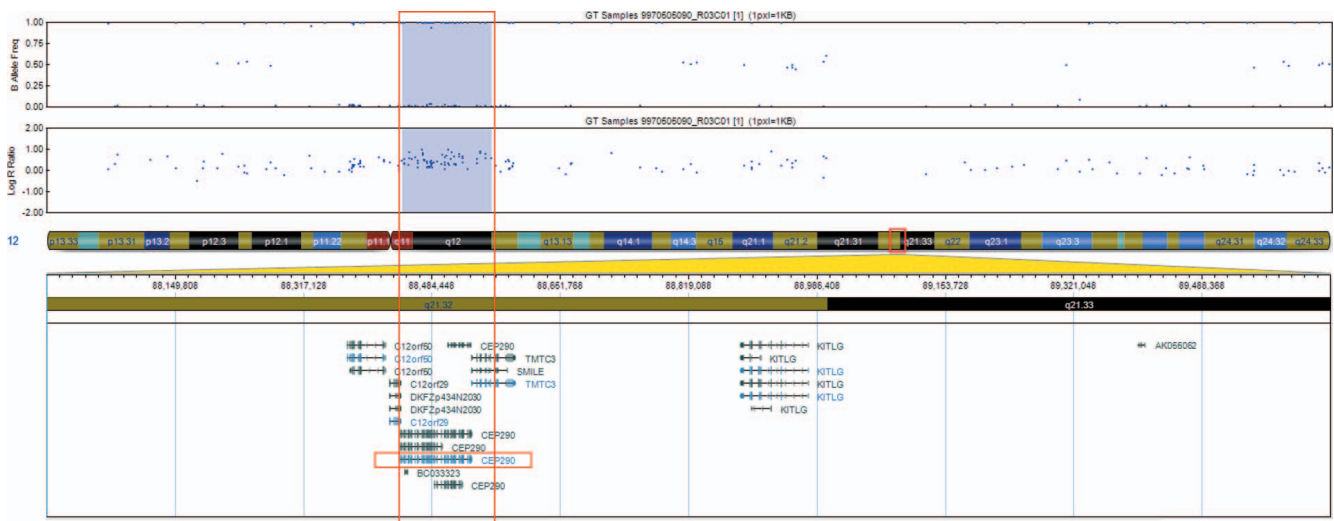 GT Samples 9970505090_R03C01 [1] (1pxl=1KB)
1.00
0.75
0.50
0.25
0.00
B Allele Freq
GT Samples 9970505090_R03C01 [1] (1pxl=1KB)
2.00
1.00
0.00
-1.00
-2.00
Log R Ratio
12 p13.33 p13.31 p13.2 p12.3 p12.1 p11.22 p11.1 q11 q12 q13.13 q14.1 q14.3 q15 q21.1 q21.2 q21.31 q21.33 q22 q23.1 q23.3 q24.31 q24.32 q24.33
88,149,808 88,317,128 88,484,448 88,651,768 88,819,088 88,986,408 89,153,728 89,321,048 89,488,368
q21.32 q21.33
C12orf50 CEP290 KITLG AK055062
C12orf50 TMTC3 KITLG
C12orf50 SMILE KITLG
C12orf29 TMTC3 KITLG
DKFZp434N2030 KITLG
DKFZp434N2030 KITLG
C12orf29
CEP290
CEP290
CEP290
BC033323
CEP290